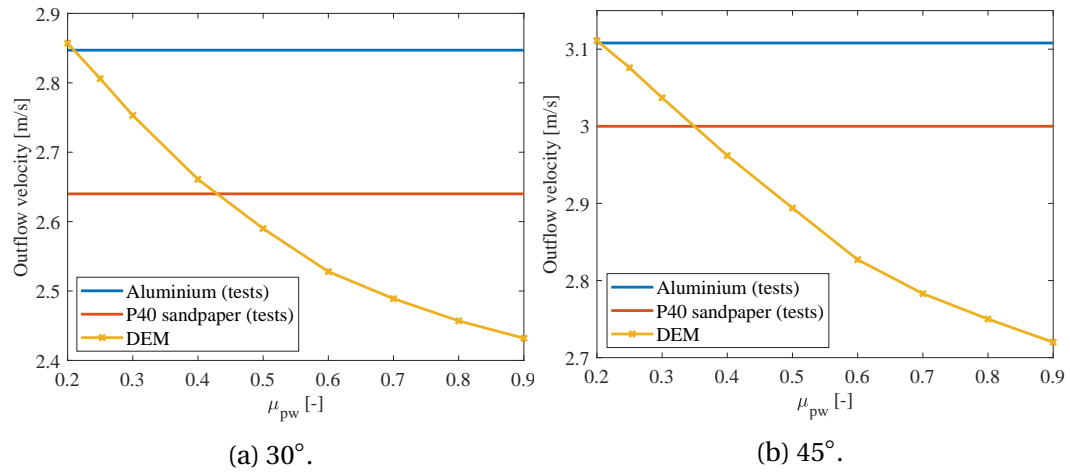 2.9
2.8
2.7
2.6
2.5
2.4
Outflow velocity [m/s]
Aluminium (tests)
P40 sandpaper (tests)
DEM
0.2 0.3 0.4 0.5 0.6 0.7 0.8 0.9
μpw [-]
(a) 30°.
3.1
3
2.9
2.8
2.7
Outflow velocity [m/s]
Aluminium (tests)
P40 sandpaper (tests)
DEM
0.2 0.3 0.4 0.5 0.6 0.7 0.8 0.9
μpw [-]
(b) 45°.